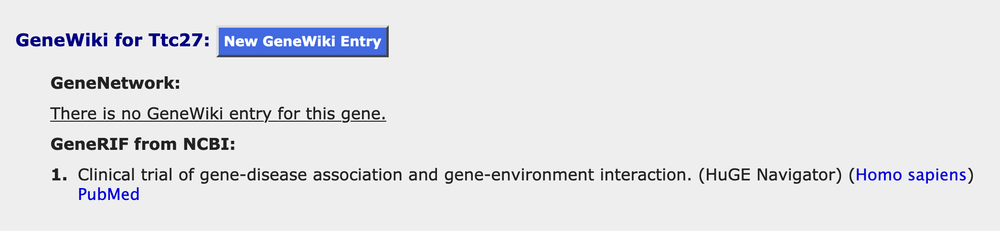 GeneWiki for Ttc27: New GeneWiki Entry
GeneNetwork:
There is no GeneWiki entry for this gene.
GeneRIF from NCBI:
1. Clinical trial of gene-disease association and gene-environment interaction. (HuGE Navigator) (Homo sapiens)
PubMed